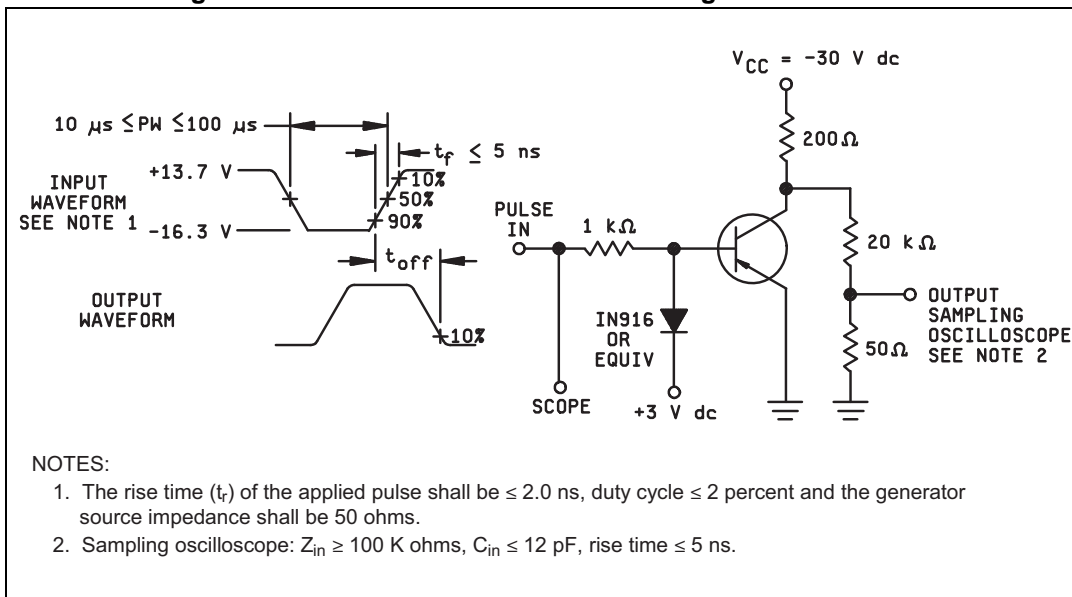 V_CC = -30 V dc
10 µs ≤PW ≤100 µs
t_f ≤ 5 ns
200Ω
+13.7 V
10%
INPUT
WAVEFORM
SEE NOTE 1
50%
-16.3 V
90%
PULSE
IN
1 kΩ
20 kΩ
t_off
OUTPUT
WAVEFORM
10%
IN916
OR
EQUIV
OUTPUT
SAMPLING
OSCILLOSCOPE
SEE NOTE 2
50Ω
SCOPE
+3 V dc
NOTES:
1. The rise time (t_r) of the applied pulse shall be ≤ 2.0 ns, duty cycle ≤ 2 percent and the generator
source impedance shall be 50 ohms.
2. Sampling oscilloscope: Z_in ≥ 100 K ohms, C_in ≤ 12 pF, rise time ≤ 5 ns.